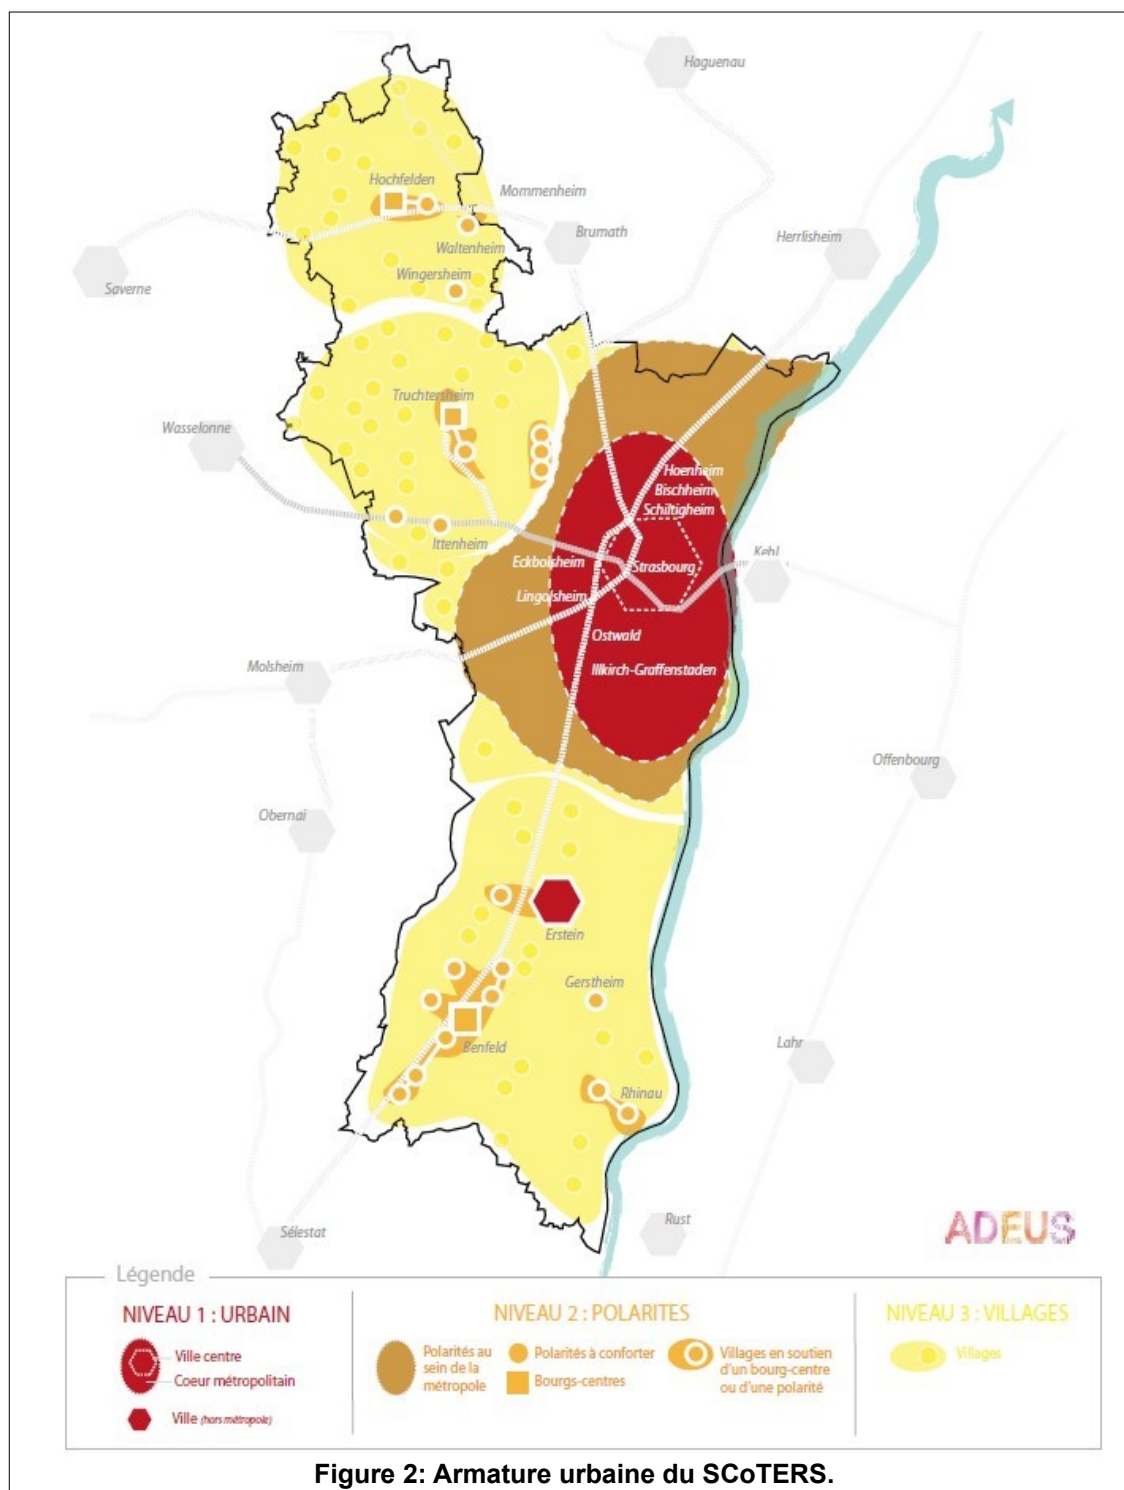 Haguenau
Hochfelden
Mommenheim
Brumath
Herrlisheim
Waltenheim
Wingersheim
Saverne
Truchtersheim
Wasselonne
Hoenheim
Bischheim
Schiltigheim
Ittenheim
Eckbolsheim
Strasbourg
Kehl
Lingolsheim
Ostwald
Molsheim
Illkirch-Graffenstaden
Offenbourg
Obernai
Erstein
Gerstheim
Benfeld
Lahr
Rhinau
Sélestat
Rust
ADEUS
Légende
NIVEAU 1 : URBAIN
Ville centre
Coeur métropolitain
Ville (hors métropole)
NIVEAU 2 : POLARITES
Polarités au
sein de la
métropole
Polarités à conforter
Bourgs-centres
Villages en soutien
d'un bourg-centre
ou d'une polarité
NIVEAU 3 : VILLAGES
Villages
Figure 2: Armature urbaine du SCoTERS.